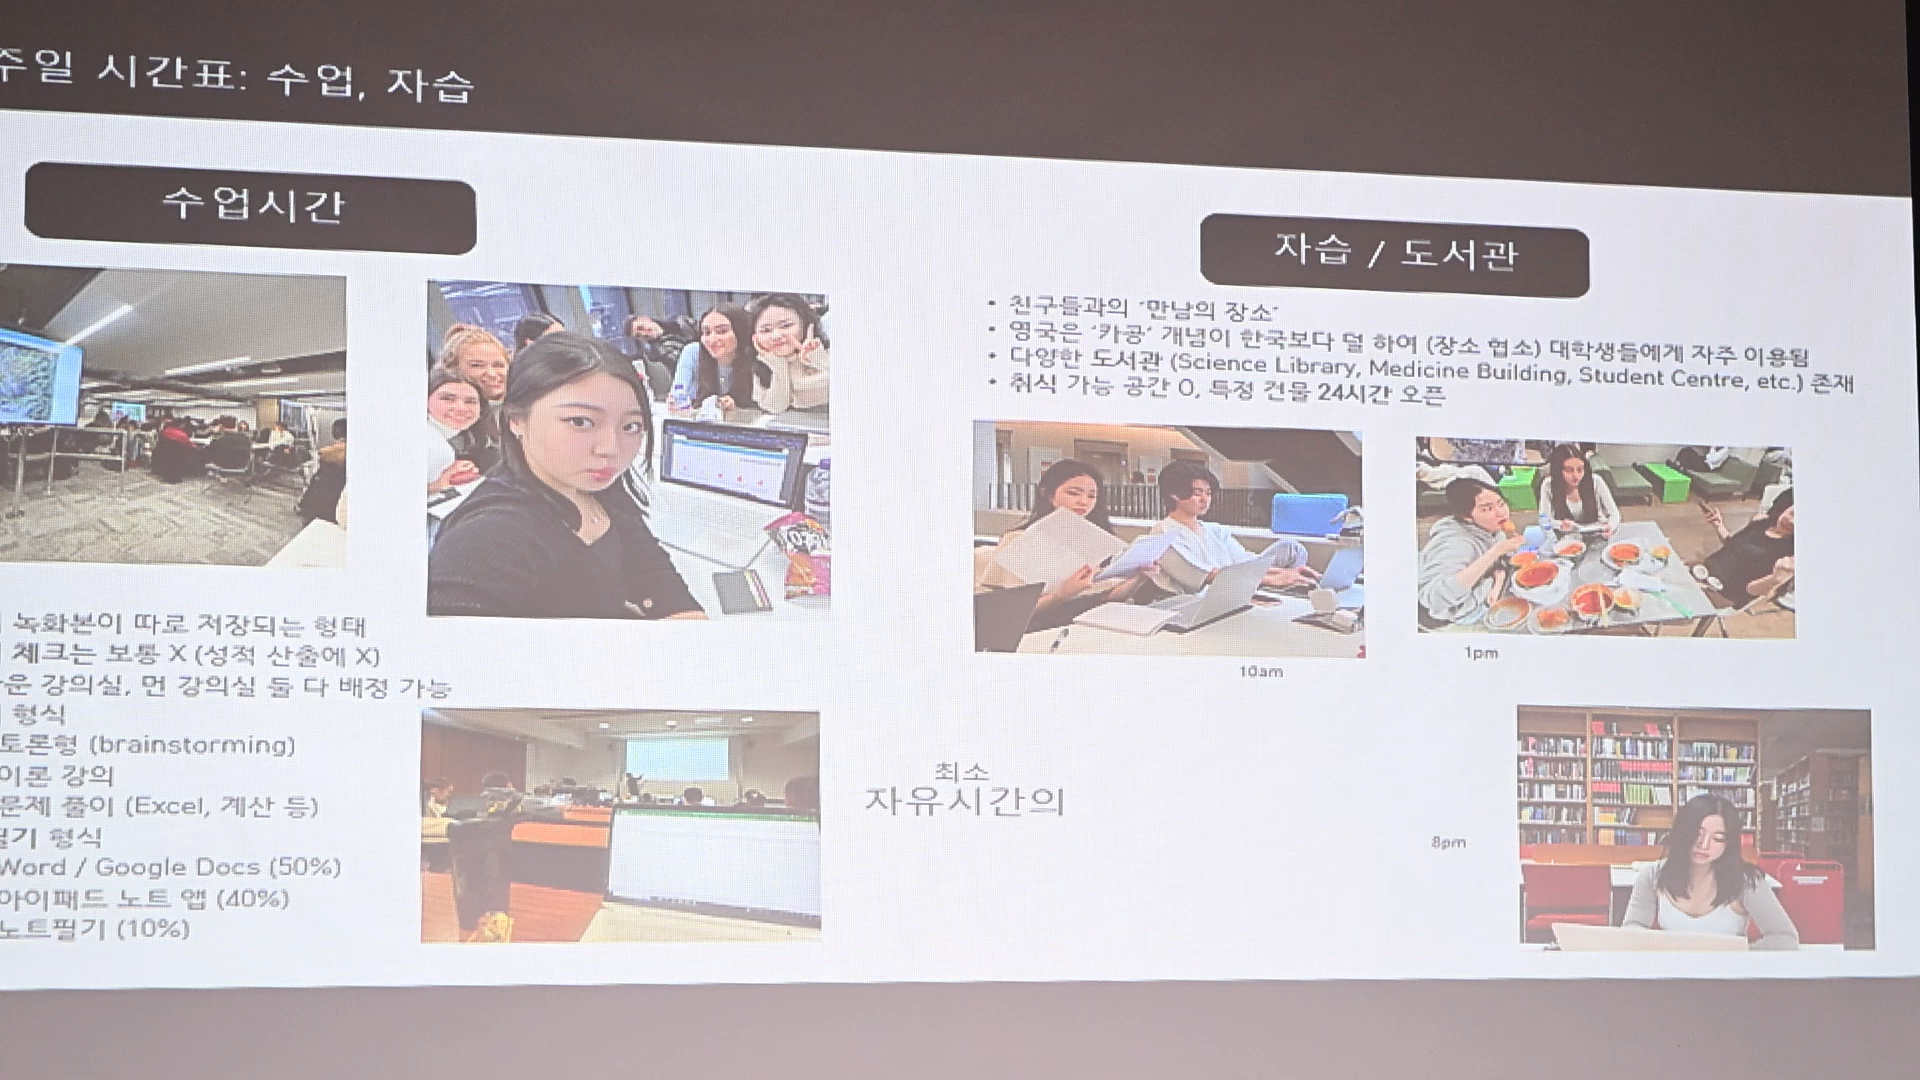 주일 시간표: 수업, 자습
수업시간
녹화본이 따로 저장되는 형태
체크는 보통 X (성적 산출에 X)
운 강의실, 먼 강의실 둘 다 배정 가능
형식
토론형 (brainstorming)
이론 강의
문제 풀이 (Excel, 계산 등)
필기 형식
Word / Google Docs (50%)
아이패드 노트 앱 (40%)
노트필기 (10%)
자습 / 도서관
• 친구들과의 "만남의 장소"
• 영국은 '카공' 개념이 한국보다 덜 하여 (장소 협소) 대학생들에게 자주 이용됨
• 다양한 도서관 (Science Library, Medicine Building, Student Centre, etc.) 존재
• 취식 가능 공간 O, 특정 건물 24시간 오픈
10am
1pm
최소
자유시간의
8pm